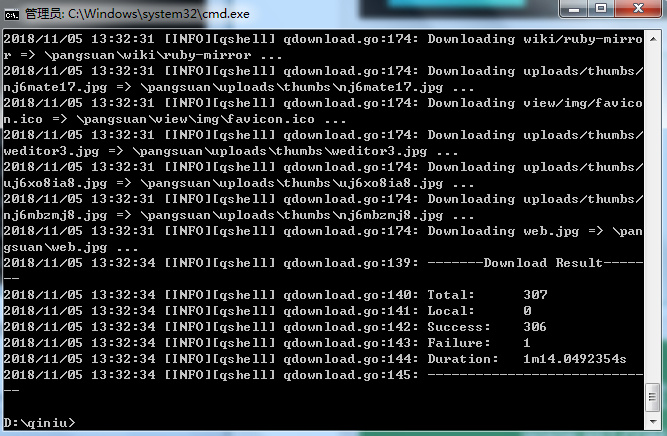 管理员: C:\Windows\system32\cmd.exe
2018/11/05 13:32:31 [INFO][qshell] qdownload.go:174: Downloading wiki/ruby-mirro
r => \pangsuan\wiki\ruby-mirror ...
2018/11/05 13:32:31 [INFO][qshell] qdownload.go:174: Downloading uploads/thumbs/
nj6mate17.jpg => \pangsuan\uploads\thumbs\nj6mate17.jpg ...
2018/11/05 13:32:31 [INFO][qshell] qdownload.go:174: Downloading view/img/favico
n.ico => \pangsuan\view\img\favicon.ico ...
2018/11/05 13:32:31 [INFO][qshell] qdownload.go:174: Downloading uploads/thumbs/
weditor3.jpg => \pangsuan\uploads\thumbs\weditor3.jpg ...
2018/11/05 13:32:31 [INFO][qshell] qdownload.go:174: Downloading uploads/thumbs/
uj6xo8ia8.jpg => \pangsuan\uploads\thumbs\uj6xo8ia8.jpg ...
2018/11/05 13:32:31 [INFO][qshell] qdownload.go:174: Downloading uploads/thumbs/
nj6mbzmj8.jpg => \pangsuan\uploads\thumbs\nj6mbzmj8.jpg ...
2018/11/05 13:32:31 [INFO][qshell] qdownload.go:174: Downloading web.jpg => \pan
gsuan\web.jpg ...
2018/11/05 13:32:34 [INFO][qshell] qdownload.go:139: -------Download Result-----
--
2018/11/05 13:32:34 [INFO][qshell] qdownload.go:140: Total:      307
2018/11/05 13:32:34 [INFO][qshell] qdownload.go:141: Local:      0
2018/11/05 13:32:34 [INFO][qshell] qdownload.go:142: Success:    306
2018/11/05 13:32:34 [INFO][qshell] qdownload.go:143: Failure:    1
2018/11/05 13:32:34 [INFO][qshell] qdownload.go:144: Duration:   1m14.0492354s
2018/11/05 13:32:34 [INFO][qshell] qdownload.go:145: ---------------------------
--
D:\qiniu>